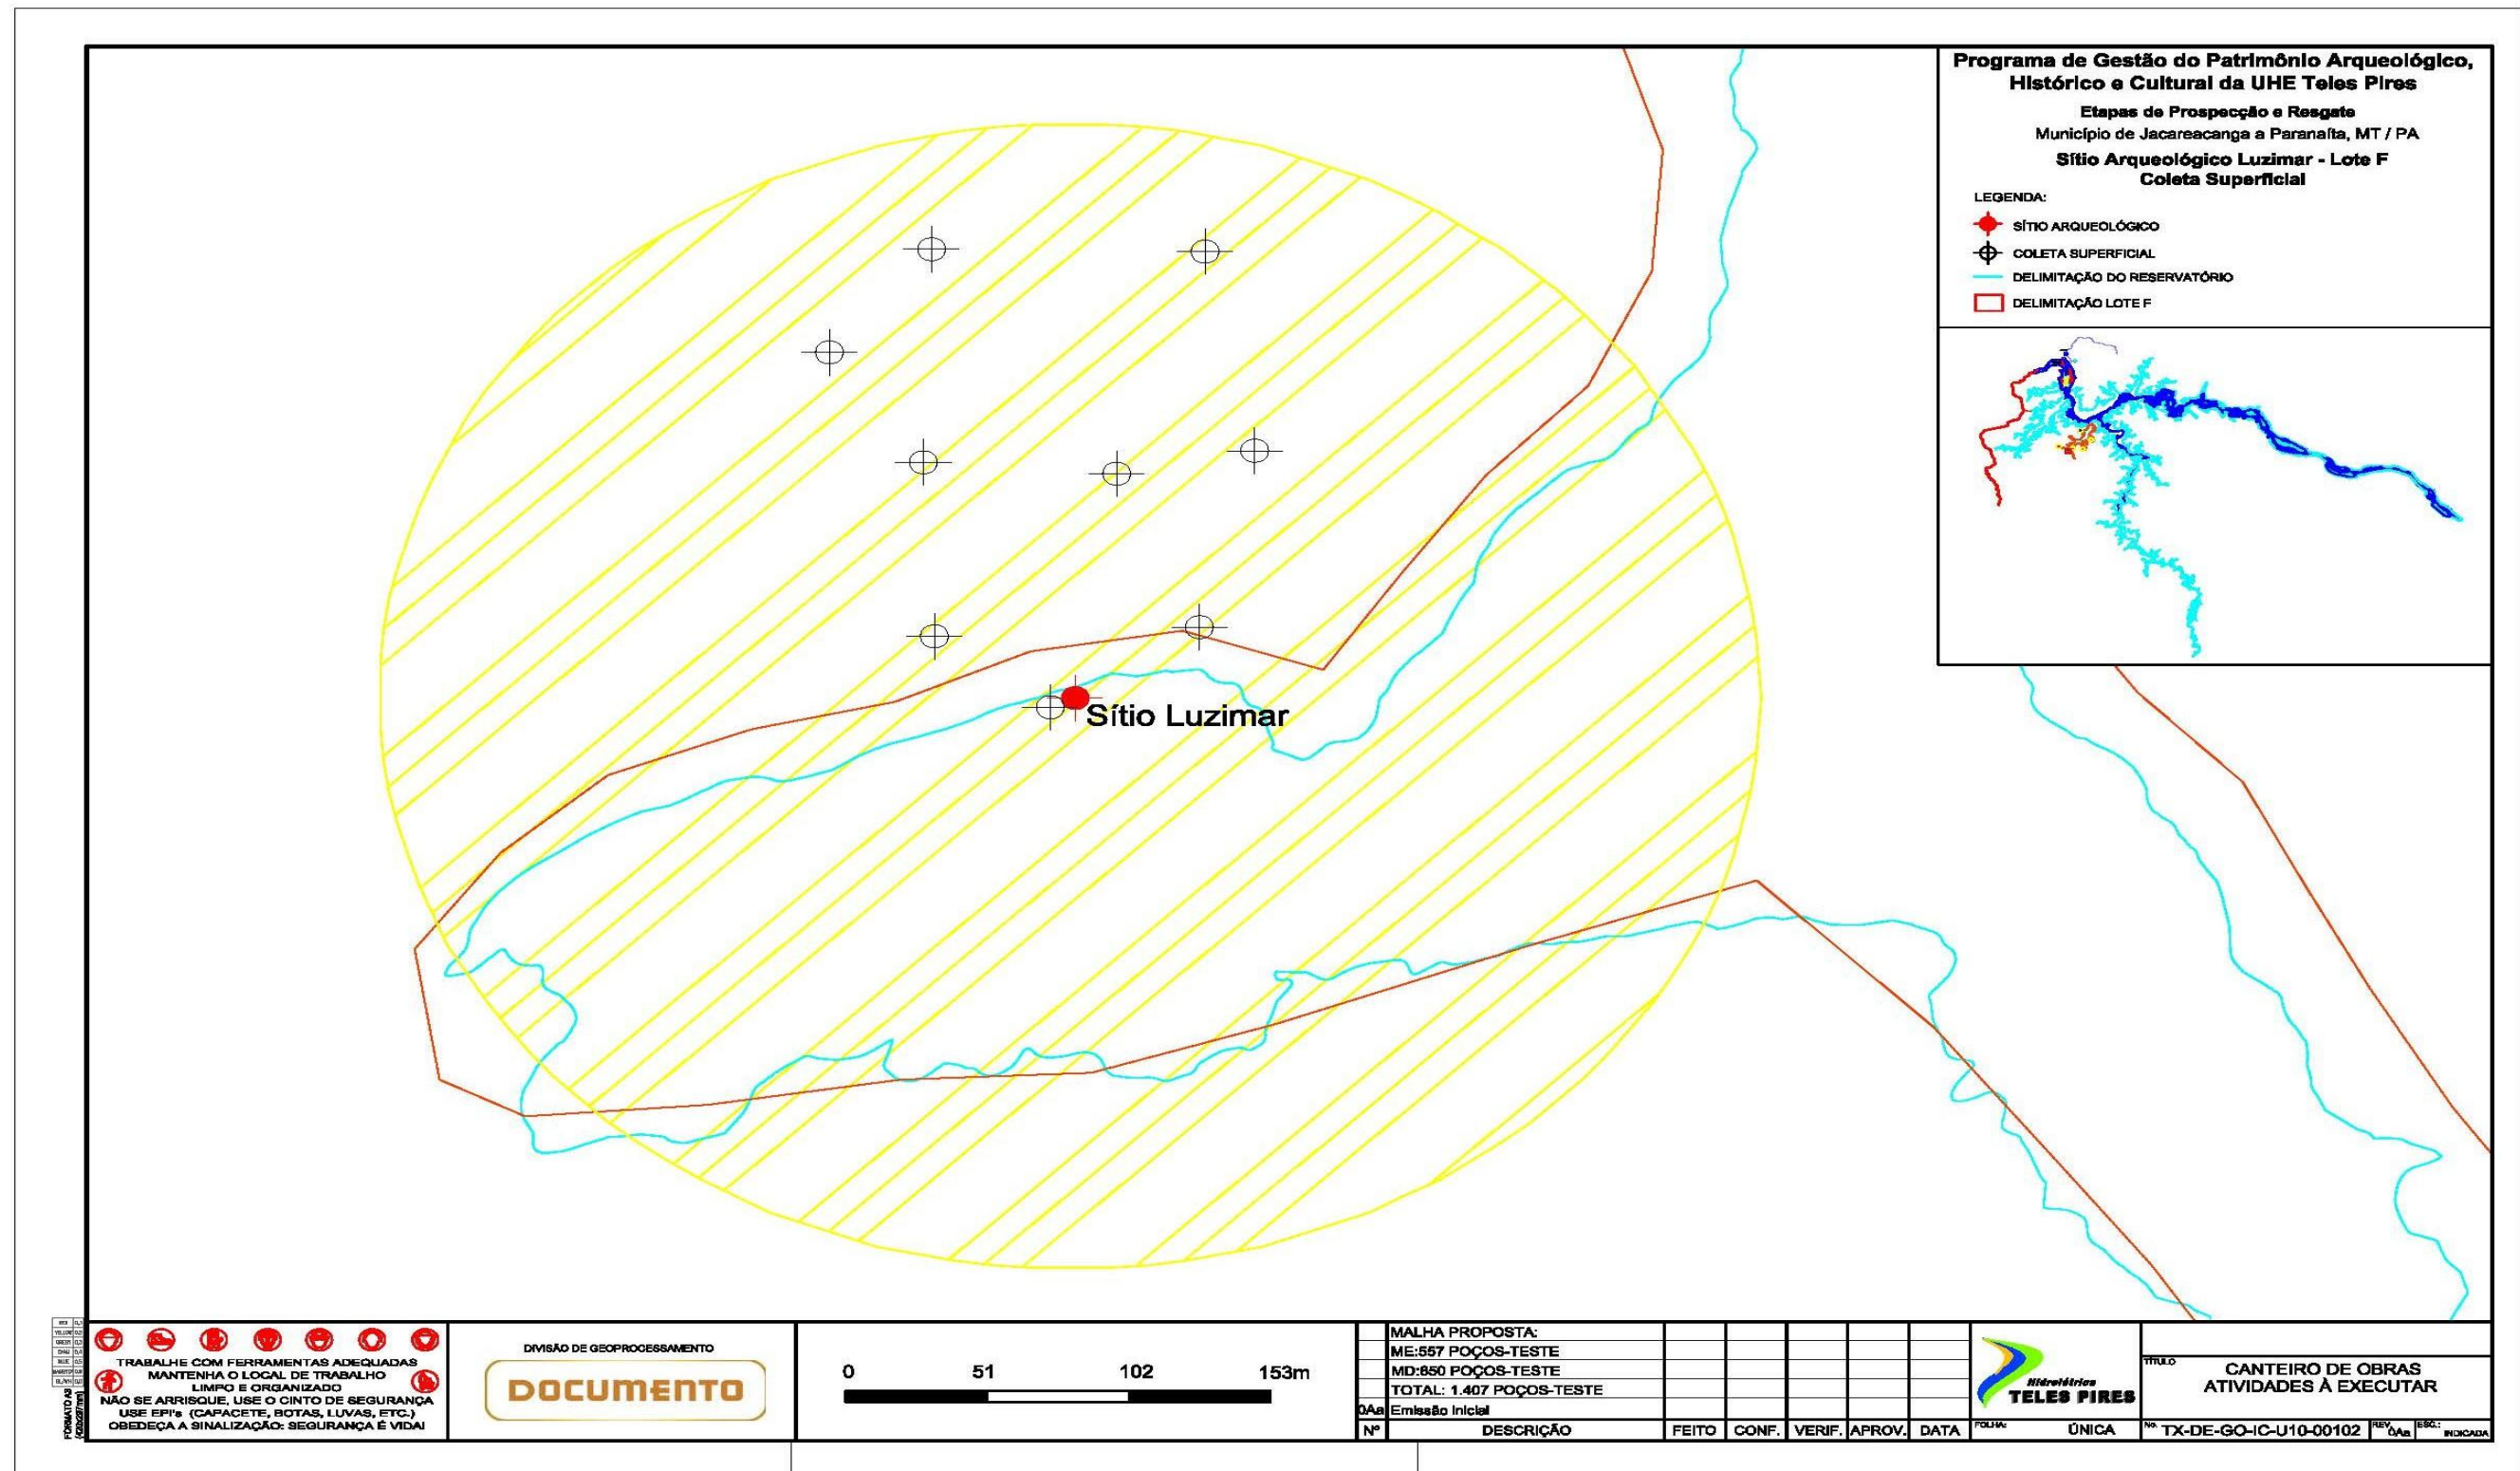 Programa de Gestão do Patrimônio Arqueológico,
Histórico e Cultural da UHE Teles Pires
Etapas de Prospecção e Resgate
Município de Jacareacanga a Paranaíta, MT / PA
Sítio Arqueológico Luzimar - Lote F
Coleta Superficial
LEGENDA:
SÍTIO ARQUEOLÓGICO
COLETA SUPERFICIAL
DELIMITAÇÃO DO RESERVATÓRIO
DELIMITAÇÃO LOTE F
Sítio Luzimar
TRABALHE COM FERRAMENTAS ADEQUADAS
MANTENHA O LOCAL DE TRABALHO
LIMPO E ORGANIZADO
NÃO SE ARRISQUE, USE O CINTO DE SEGURANÇA
USE EPI's (CAPACETE, BOTAS, LUVAS, ETC.)
OBEDEÇA A SINALIZAÇÃO: SEGURANÇA É VIDA!
DIVISÃO DE GEOPROCESSAMENTO
DOCUMENTO
0 51 102 153m
MALHA PROPOSTA:
ME:557 POÇOS-TESTE
MD:850 POÇOS-TESTE
TOTAL: 1.407 POÇOS-TESTE
0Aa Emissão Inicial
Nº DESCRIÇÃO FEITO CONF. VERIF. APROV. DATA
Hidrelétrica
TELES PIRES
FOLHA: ÚNICA
TÍTULO
CANTEIRO DE OBRAS
ATIVIDADES À EXECUTAR
No. TX-DE-GO-IC-U10-00102 REV. 0Aa ESC.: INDICADA
FORMATO A3